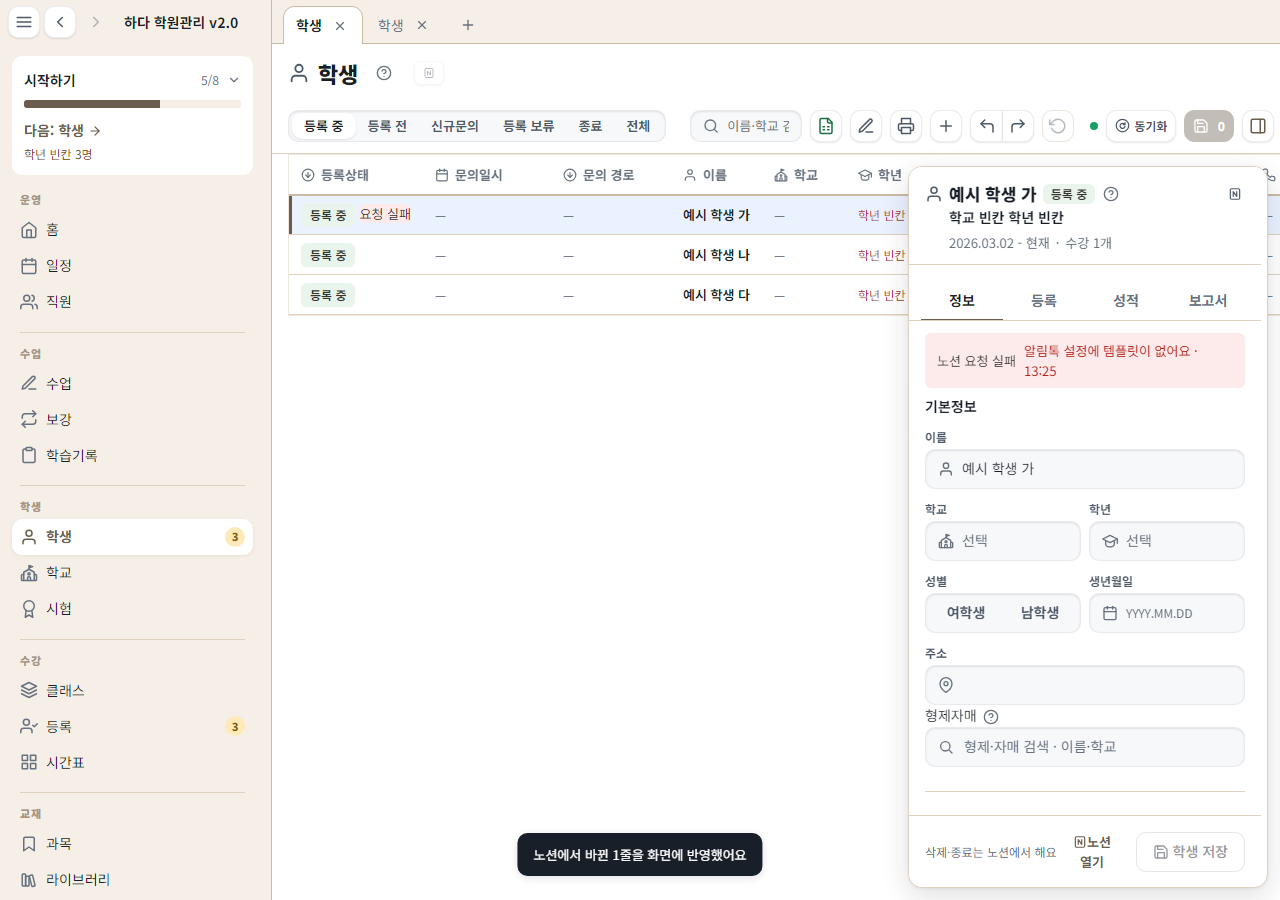 하다 학원관리 v2.0
시작하기 5/8
다음: 학생 →
학년 빈칸 3명
운영
홈
일정
직원
수업
수업
보강
학습기록
학생
학생 3
학교
시험
수강
클래스
등록 3
시간표
교재
과목
라이브러리
학생 학생
학생
등록 중 등록 전 신규문의 등록 보류 종료 전체
이름·학교 검
동기화 0
등록상태 문의일시 문의 경로 이름 학교 학년
등록 중 요청 실패 — — 예시 학생 가 — 학년 빈칸
등록 중 — — 예시 학생 나 — 학년 빈칸
등록 중 — — 예시 학생 다 — 학년 빈칸
예시 학생 가 등록 중
학교 빈칸 학년 빈칸
2026.03.02 - 현재 · 수강 1개
정보 등록 성적 보고서
노션 요청 실패 알림톡 설정에 템플릿이 없어요 ·
13:25
기본정보
이름
예시 학생 가
학교 학년
선택 선택
성별 생년월일
여학생 남학생 YYYY.MM.DD
주소
형제자매
형제·자매 검색 · 이름·학교
삭제·종료는 노션에서 해요
노션
열기
학생 저장
노션에서 바뀐 1줄을 화면에 반영했어요